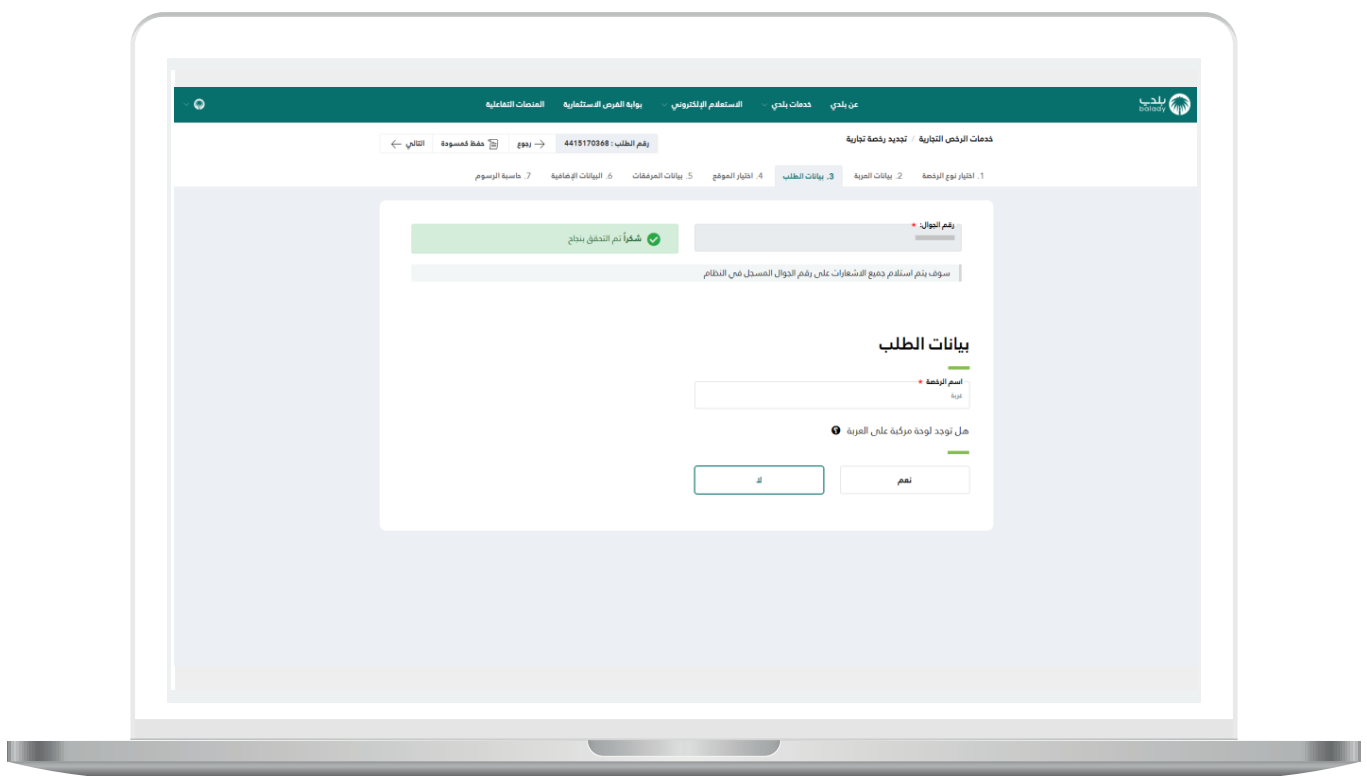 بلدي
balady
عن بلدي
خدمات بلدي
الاستعلام الإلكتروني
بوابة الفرص الاستثمارية
المنصات التفاعلية
خدمات الرخص التجارية / تجديد رخصة تجارية
رقم الطلب : 4415170368
رجوع
حفظ كمسودة
التالي
1. اختيار نوع الرخصة
2. بيانات العربة
3. بيانات الطلب
4. اختيار الموقع
5. بيانات المرفقات
6. البيانات الإضافية
7. حاسبة الرسوم
رقم الجوال: *
شكراً تم التحقق بنجاح
سوف يتم استلام جميع الاشعارات على رقم الجوال المسجل في النظام
بيانات الطلب
اسم الرخصة *
عربة
هل توجد لوحة مركبة على العربة
نعم
لا